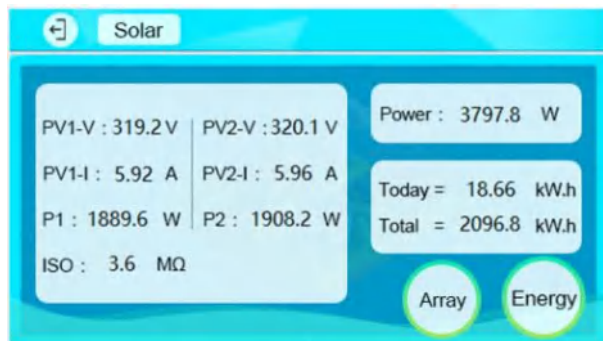 Solar
PV1-V : 319.2 V PV2-V : 320.1 V
PV1-I : 5.92 A PV2-I : 5.96 A
P1 : 1889.6 W P2 : 1908.2 W
ISO : 3.6 MΩ
Power : 3797.8 W
Today = 18.66 kW.h
Total = 2096.8 kW.h
Array Energy